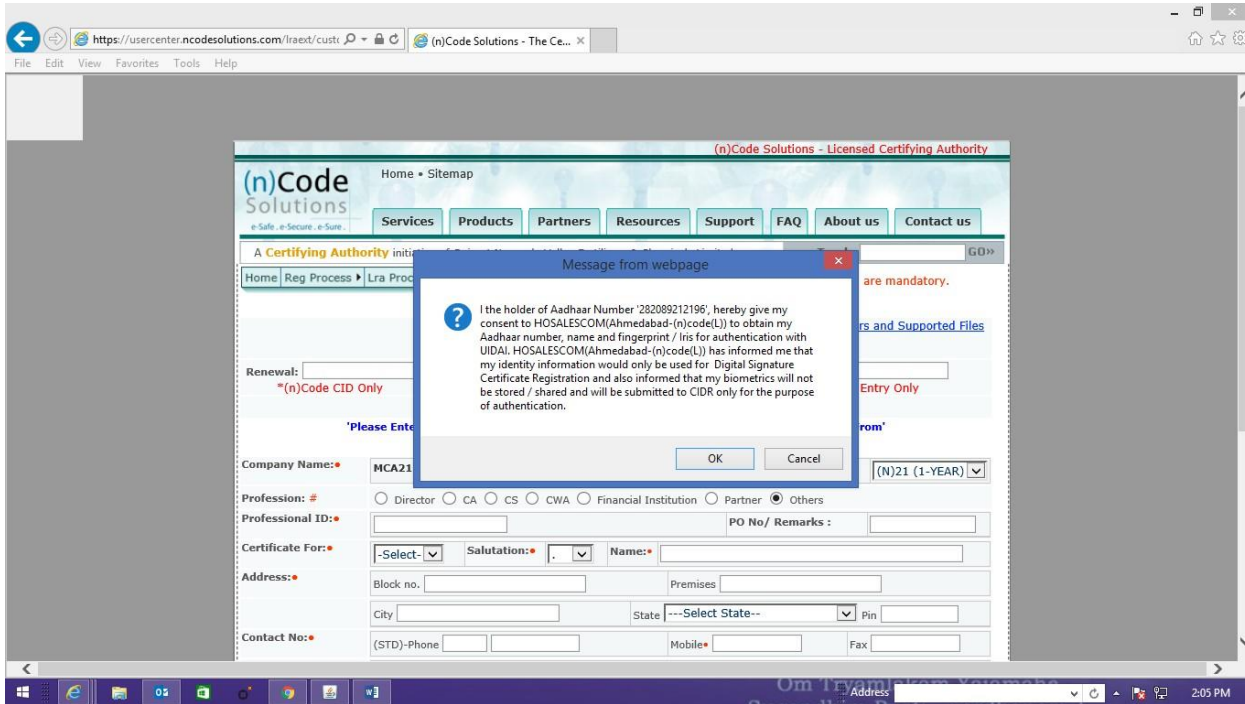 https://usercenter.ncodesolutions.com/lraext/custo
(n)Code Solutions - The Ce...
File Edit View Favorites Tools Help
(n)Code Solutions - Licensed Certifying Authority
(n)Code
Solutions
e-Safe.e-Secure.e-Sure.
Home • Sitemap
Services Products Partners Resources Support FAQ About us Contact us
A Certifying Authority GO»
Home Reg Process Lra Proc are mandatory.
Message from webpage
I the holder of Aadhaar Number '282089212196', hereby give my
consent to HOSALESCOM(Ahmedabad-(n)code(L)) to obtain my
Aadhaar number, name and fingerprint / Iris for authentication with
UIDAI. HOSALESCOM(Ahmedabad-(n)code(L)) has informed me that
my identity information would only be used for Digital Signature
Certificate Registration and also informed that my biometrics will not
be stored / shared and will be submitted to CIDR only for the purpose
of authentication.
OK Cancel
rs and Supported Files
Renewal:
*(n)Code CID Only Entry Only
'Please Ente rom'
Company Name:• MCA21 (N)21 (1-YEAR)
Profession: # Director CA CS CWA Financial Institution Partner Others
Professional ID:• PO No/ Remarks :
Certificate For:• -Select- Salutation:• . Name:•
Address:• Block no. Premises
City State ---Select State-- Pin
Contact No:• (STD)-Phone Mobile• Fax
Om
Address
2:05 PM